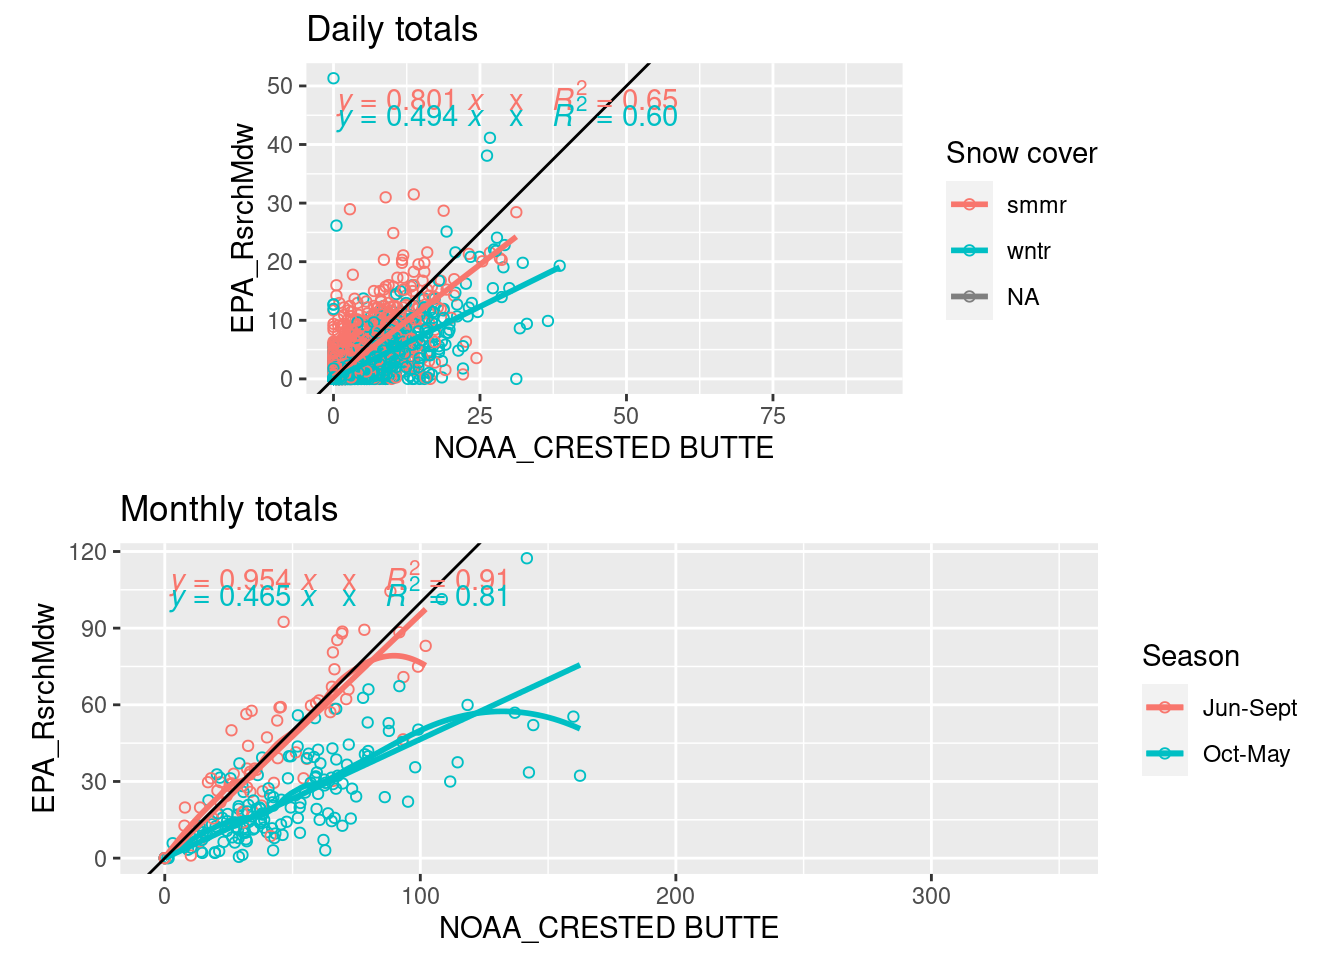 Daily totals
y = 0.801 x x R2 = 0.65
y = 0.494 x x R2 = 0.60
50
40
30
20
10
0
EPA_RsrchMdw
0 25 50 75
NOAA_CRESTED BUTTE
Snow cover
smmr
wntr
NA
Monthly totals
y = 0.954 x x R2 = 0.91
y = 0.465 x x R2 = 0.81
120
90
60
30
0
EPA_RsrchMdw
0 100 200 300
NOAA_CRESTED BUTTE
Season
Jun-Sept
Oct-May